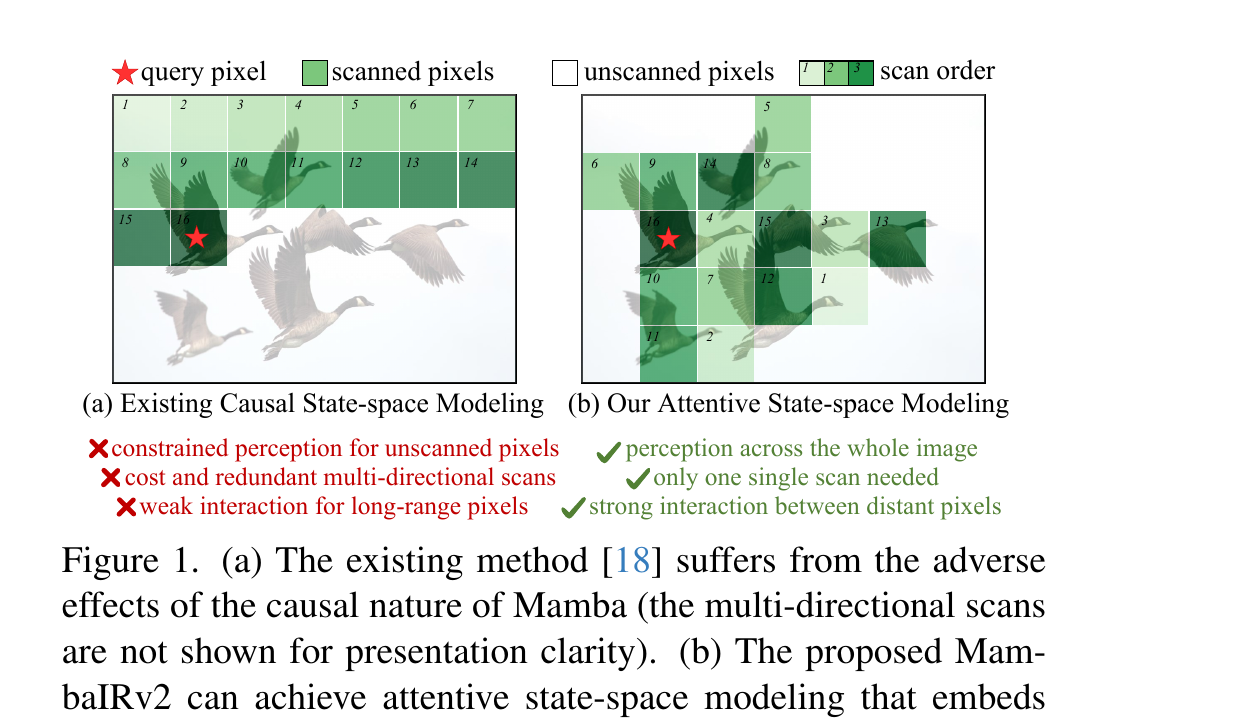 query pixel scanned pixels unscanned pixels 1 2 3 scan order
1 2 3 4 5 6 7
8 9 10 11 12 13 14
15 16
5
6 9 14 8
16 4 15 3 13
10 7 12 1
11 2
(a) Existing Causal State-space Modeling
(b) Our Attentive State-space Modeling
constrained perception for unscanned pixels
cost and redundant multi-directional scans
weak interaction for long-range pixels
perception across the whole image
only one single scan needed
strong interaction between distant pixels
Figure 1. (a) The existing method [18] suffers from the adverse
effects of the causal nature of Mamba (the multi-directional scans
are not shown for presentation clarity). (b) The proposed Mam-
baIRv2 can achieve attentive state-space modeling that embeds